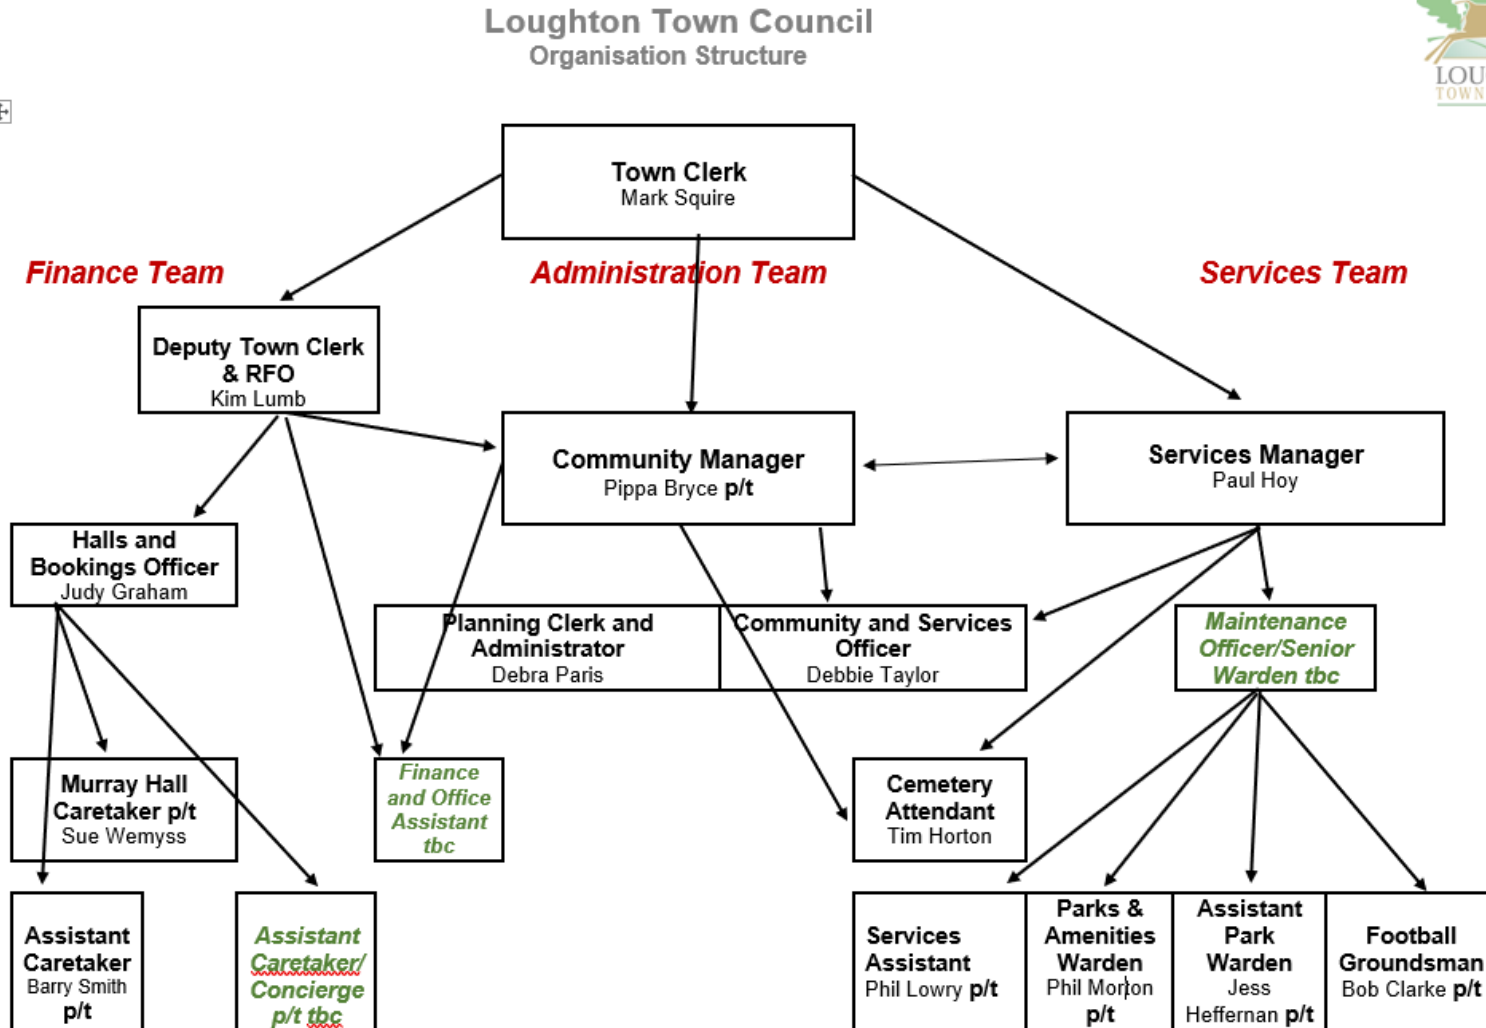 Loughton Town Council
Organisation Structure
LOU
TOWN
Town Clerk
Mark Squire
Finance Team
Administration Team
Services Team
Deputy Town Clerk
& RFO
Kim Lumb
Community Manager
Pippa Bryce p/t
Services Manager
Paul Hoy
Halls and
Bookings Officer
Judy Graham
Planning Clerk and
Administrator
Debra Paris
Community and Services
Officer
Debbie Taylor
Maintenance
Officer/Senior
Warden tbc
Murray Hall
Caretaker p/t
Sue Wemyss
Finance
and Office
Assistant
tbc
Cemetery
Attendant
Tim Horton
Assistant
Caretaker
Barry Smith
p/t
Assistant
Caretaker/
Concierge
p/t tbc
Services
Assistant
Phil Lowry p/t
Parks &
Amenities
Warden
Phil Morton
p/t
Assistant
Park
Warden
Jess
Heffernan p/t
Football
Groundsman
Bob Clarke p/t